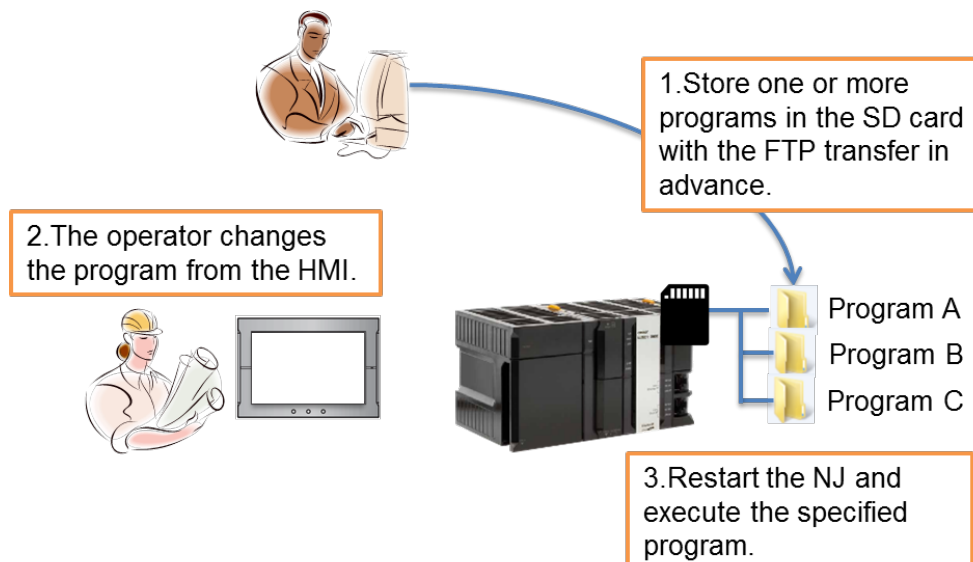 1.Store one or more
programs in the SD card
with the FTP transfer in
advance.
2.The operator changes
the program from the HMI.
Program A
Program B
Program C
3.Restart the NJ and
execute the specified
program.